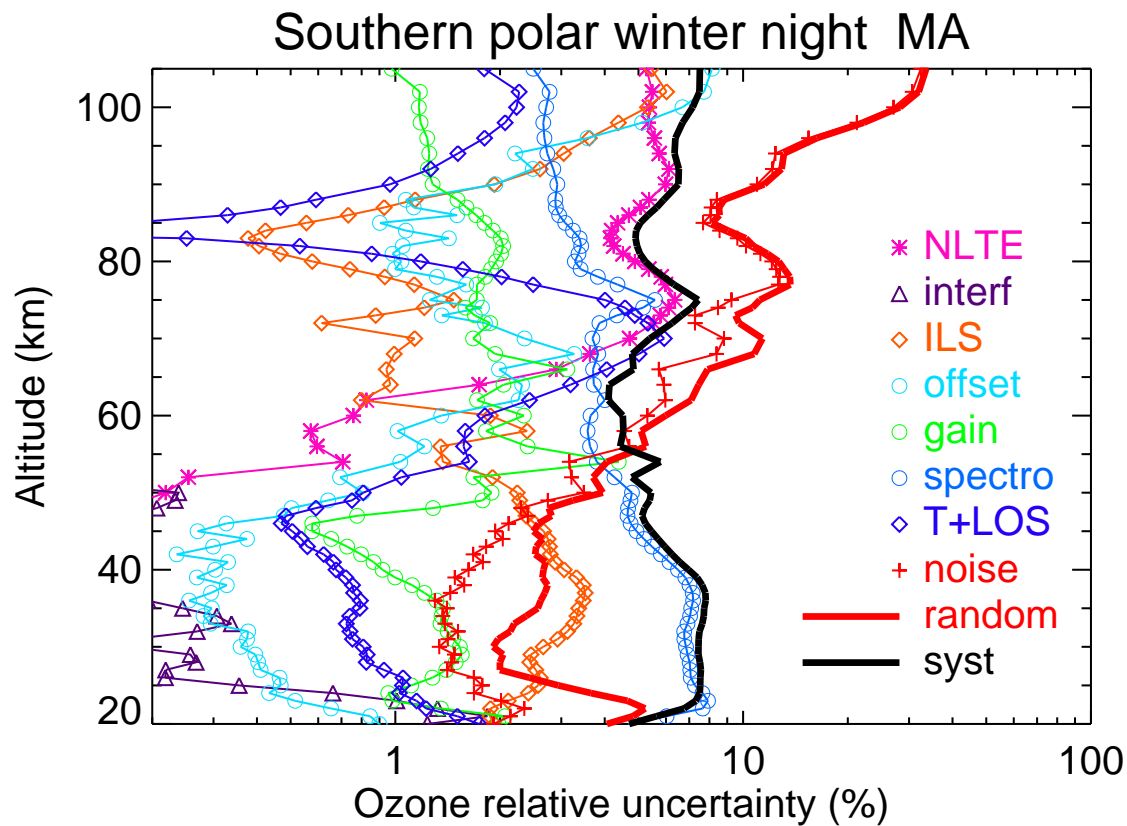 Southern polar winter night MA
Altitude (km)
100
80
60
40
20
NLTE
interf
ILS
offset
gain
spectro
T+LOS
noise
random
syst
1 10 100
Ozone relative uncertainty (%)